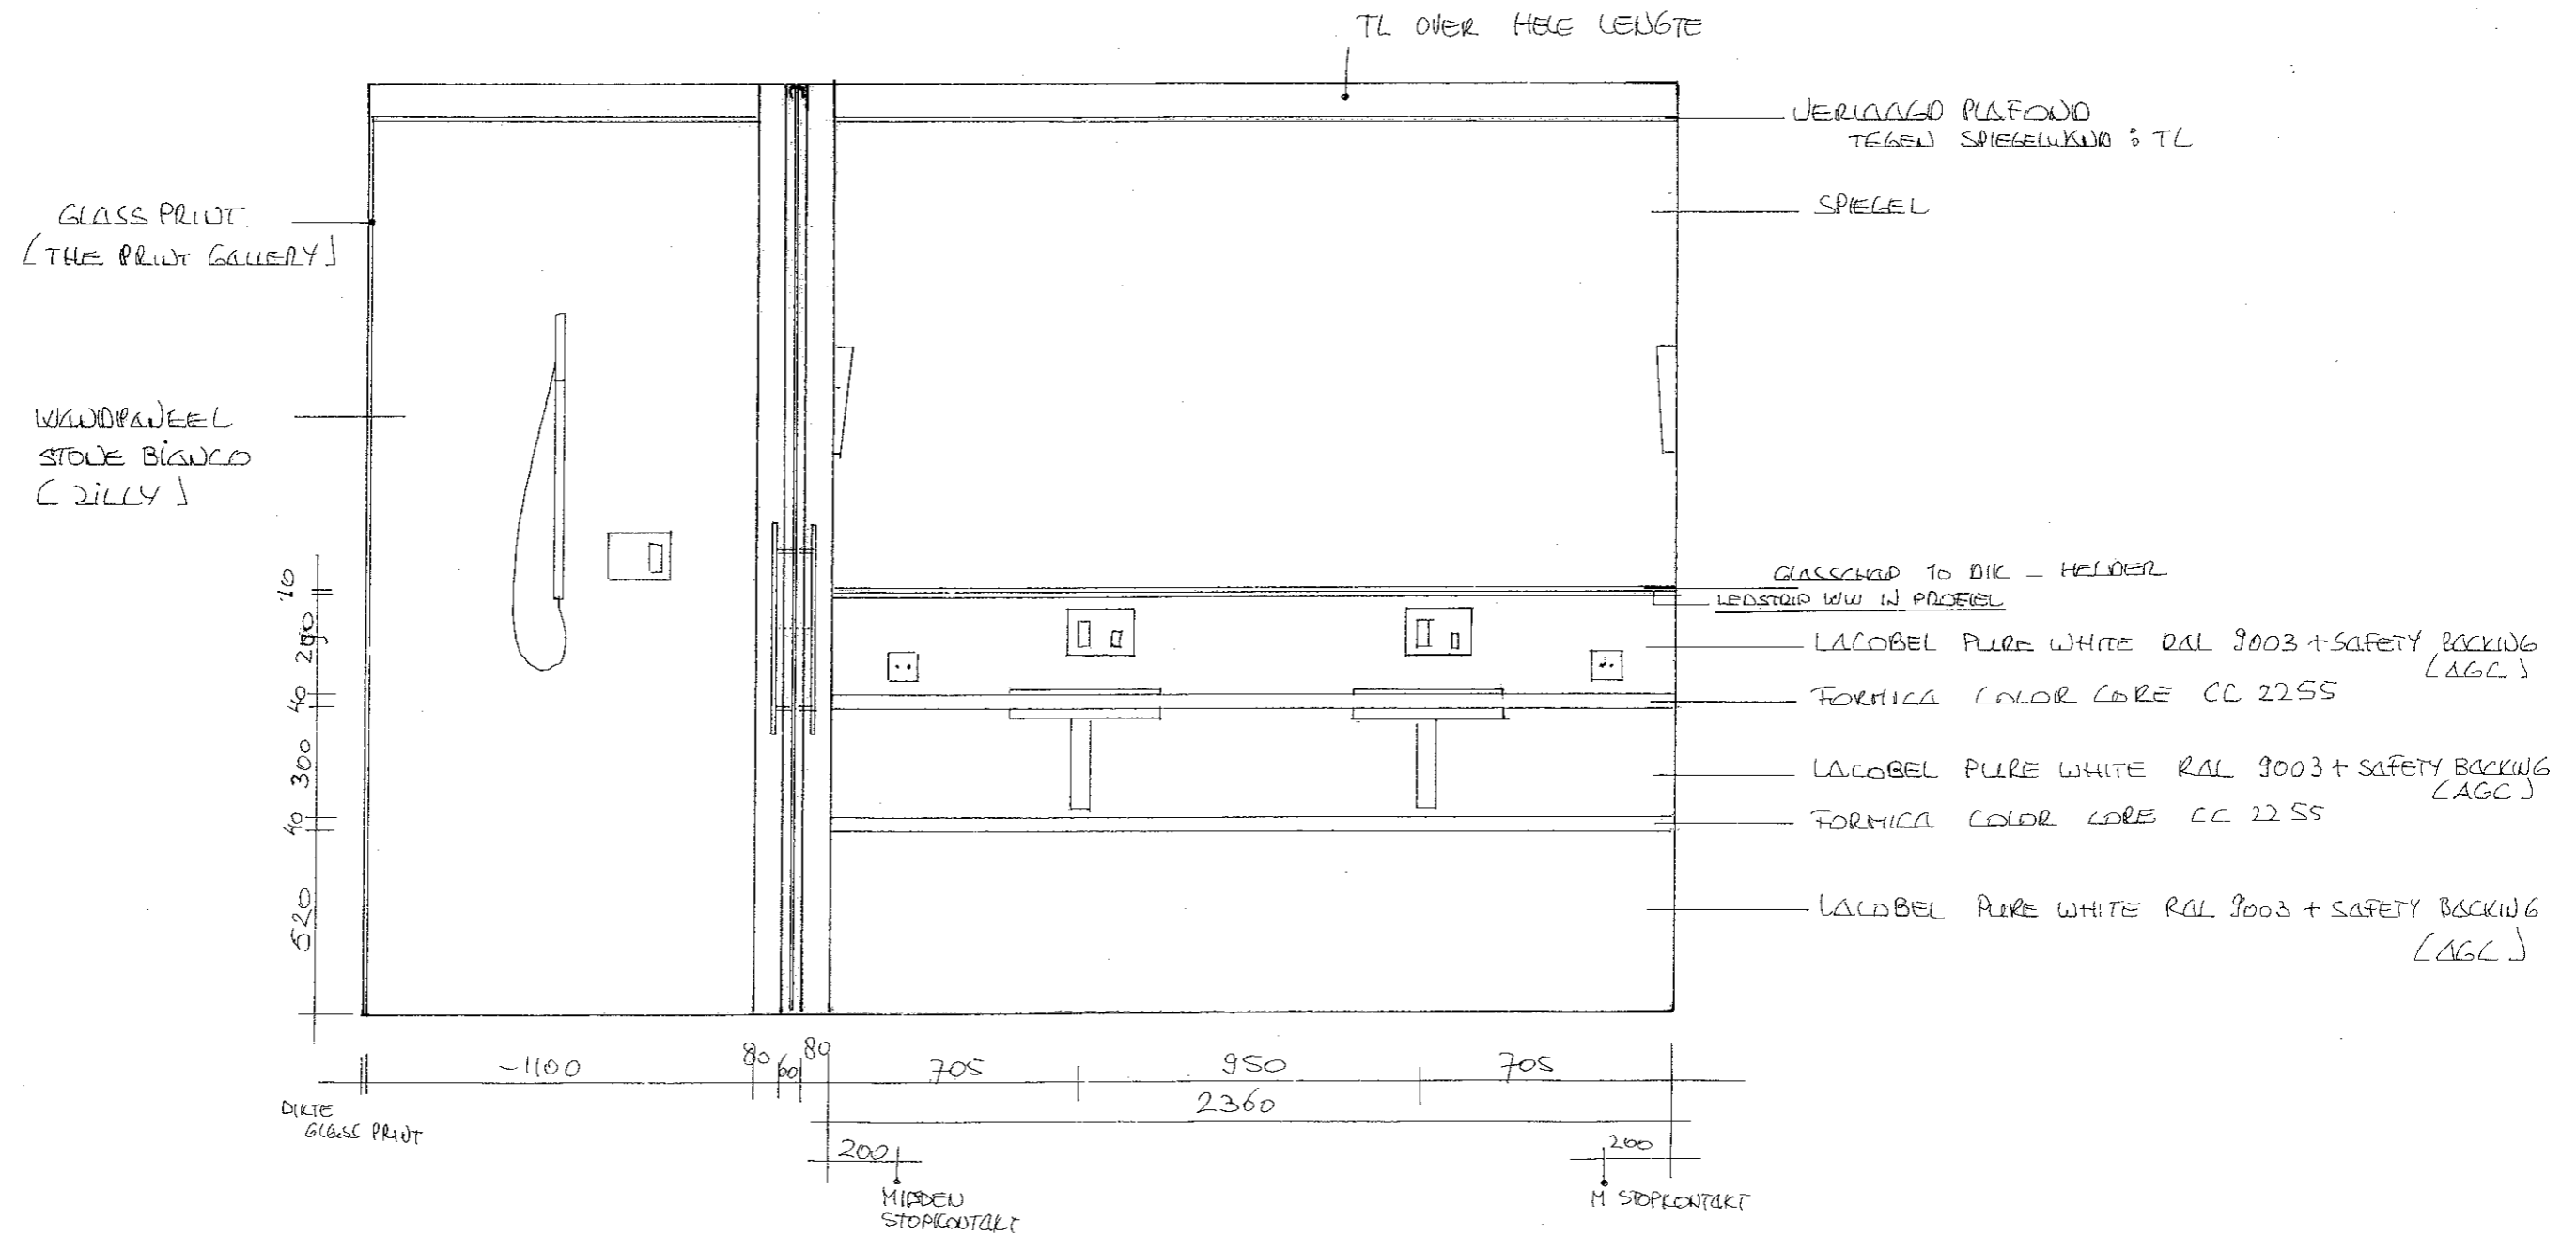 TL OVER HELE LENGTE
VERLAAGD PLAFOND
TEGEN SPIEGELWAND : TL
GLASS PRINT
(THE PRINT GALLERY)
SPIEGEL
WANDPANEEL
STONE BIANCO
(ZILLY)
GLASSCHAP 10 DIK - HELDER
LEDSTRIP WW IN PROFIEL
LACOBEL PURE WHITE RAL 9003 + SAFETY BACKING
(AGC)
FORMICA COLOR CORE CC 2255
LACOBEL PURE WHITE RAL 9003 + SAFETY BACKING
(AGC)
FORMICA COLOR CORE CC 2255
LACOBEL PURE WHITE RAL 9003 + SAFETY BACKING
(AGC)
10
40
300
40
520
~1100
80
60
80
705
950
705
2360
DIKTE
GLASS PRINT
200
200
MIDDEN
STOPKONTAKT
M STOPKONTAKT